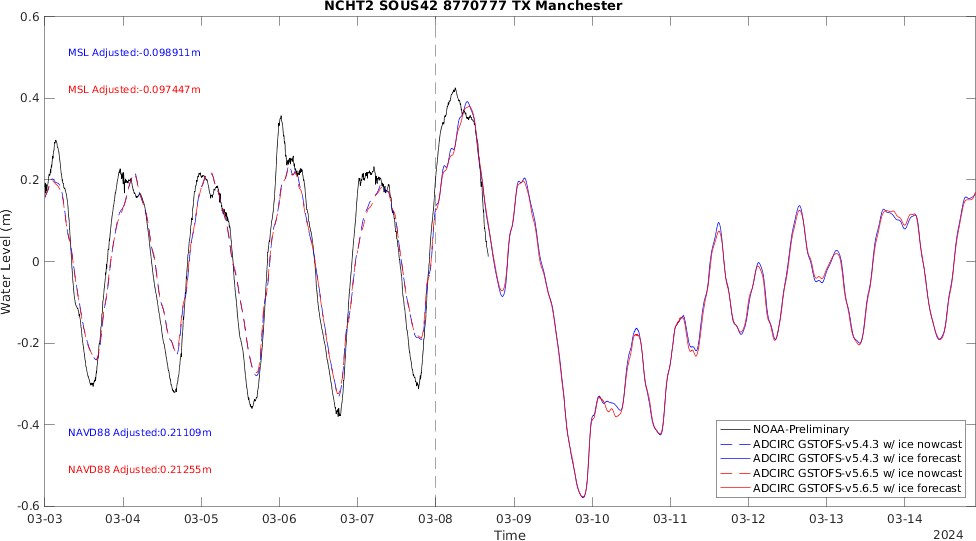 NCHT2 SOUS42 8770777 TX Manchester
0.6
MSL Adjusted:-0.098911m
MSL Adjusted:-0.097447m
0.4
0.2
0
-0.2
-0.4
-0.6
Water Level (m)
NAVD88 Adjusted:0.21109m
NAVD88 Adjusted:0.21255m
NOAA-Preliminary
ADCIRC GSTOFS-v5.4.3 w/ ice nowcast
ADCIRC GSTOFS-v5.4.3 w/ ice forecast
ADCIRC GSTOFS-v5.6.5 w/ ice nowcast
ADCIRC GSTOFS-v5.6.5 w/ ice forecast
03-03 03-04 03-05 03-06 03-07 03-08 03-09 03-10 03-11 03-12 03-13 03-14
Time
2024